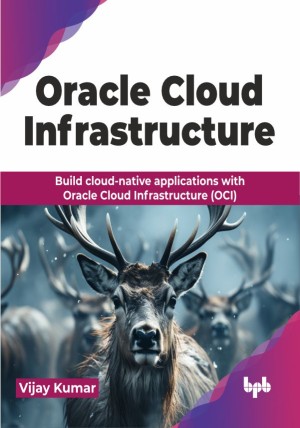 Oracle Cloud
Infrastructure
Build cloud-native applications with
Oracle Cloud Infrastructure (OCI)
Vijay Kumar
bpb